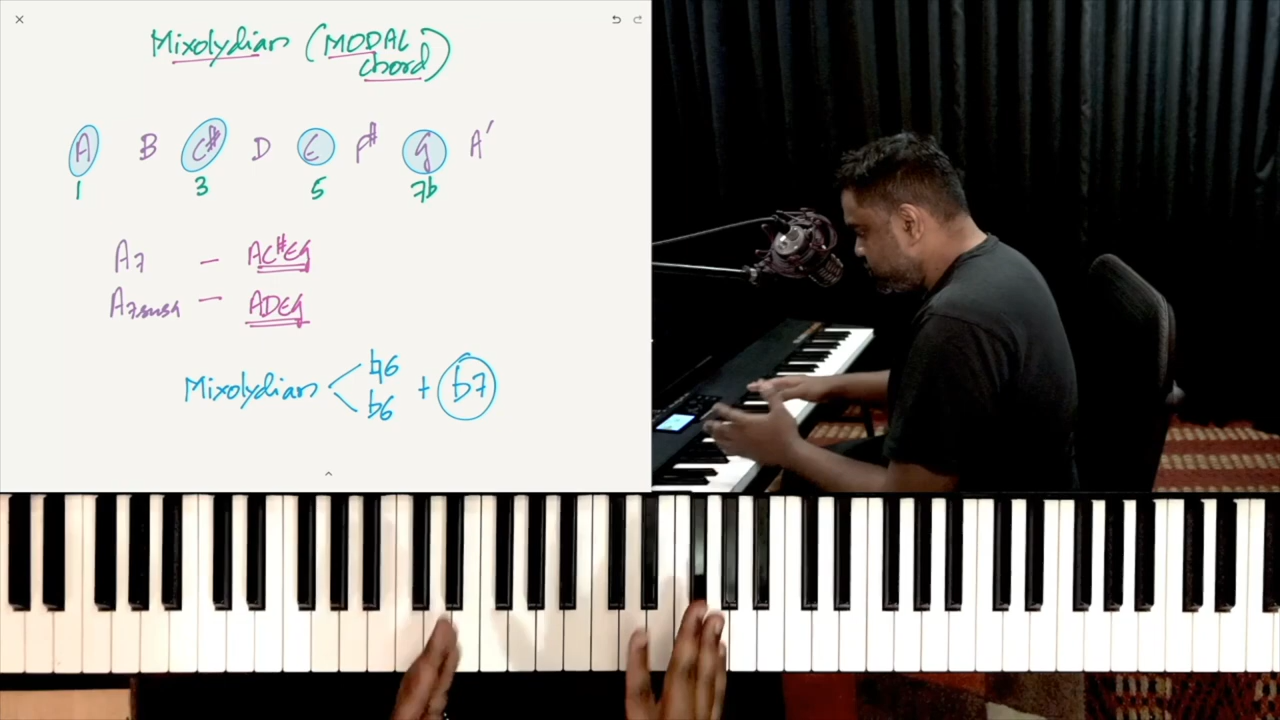 Mixolydian (MODAL
chord)
A B C# D E F# G A'
1 3 5 7b
A7 – AC#EG
A7sus4 – ADEG
Mixolydian < ♮6 + b7
b6